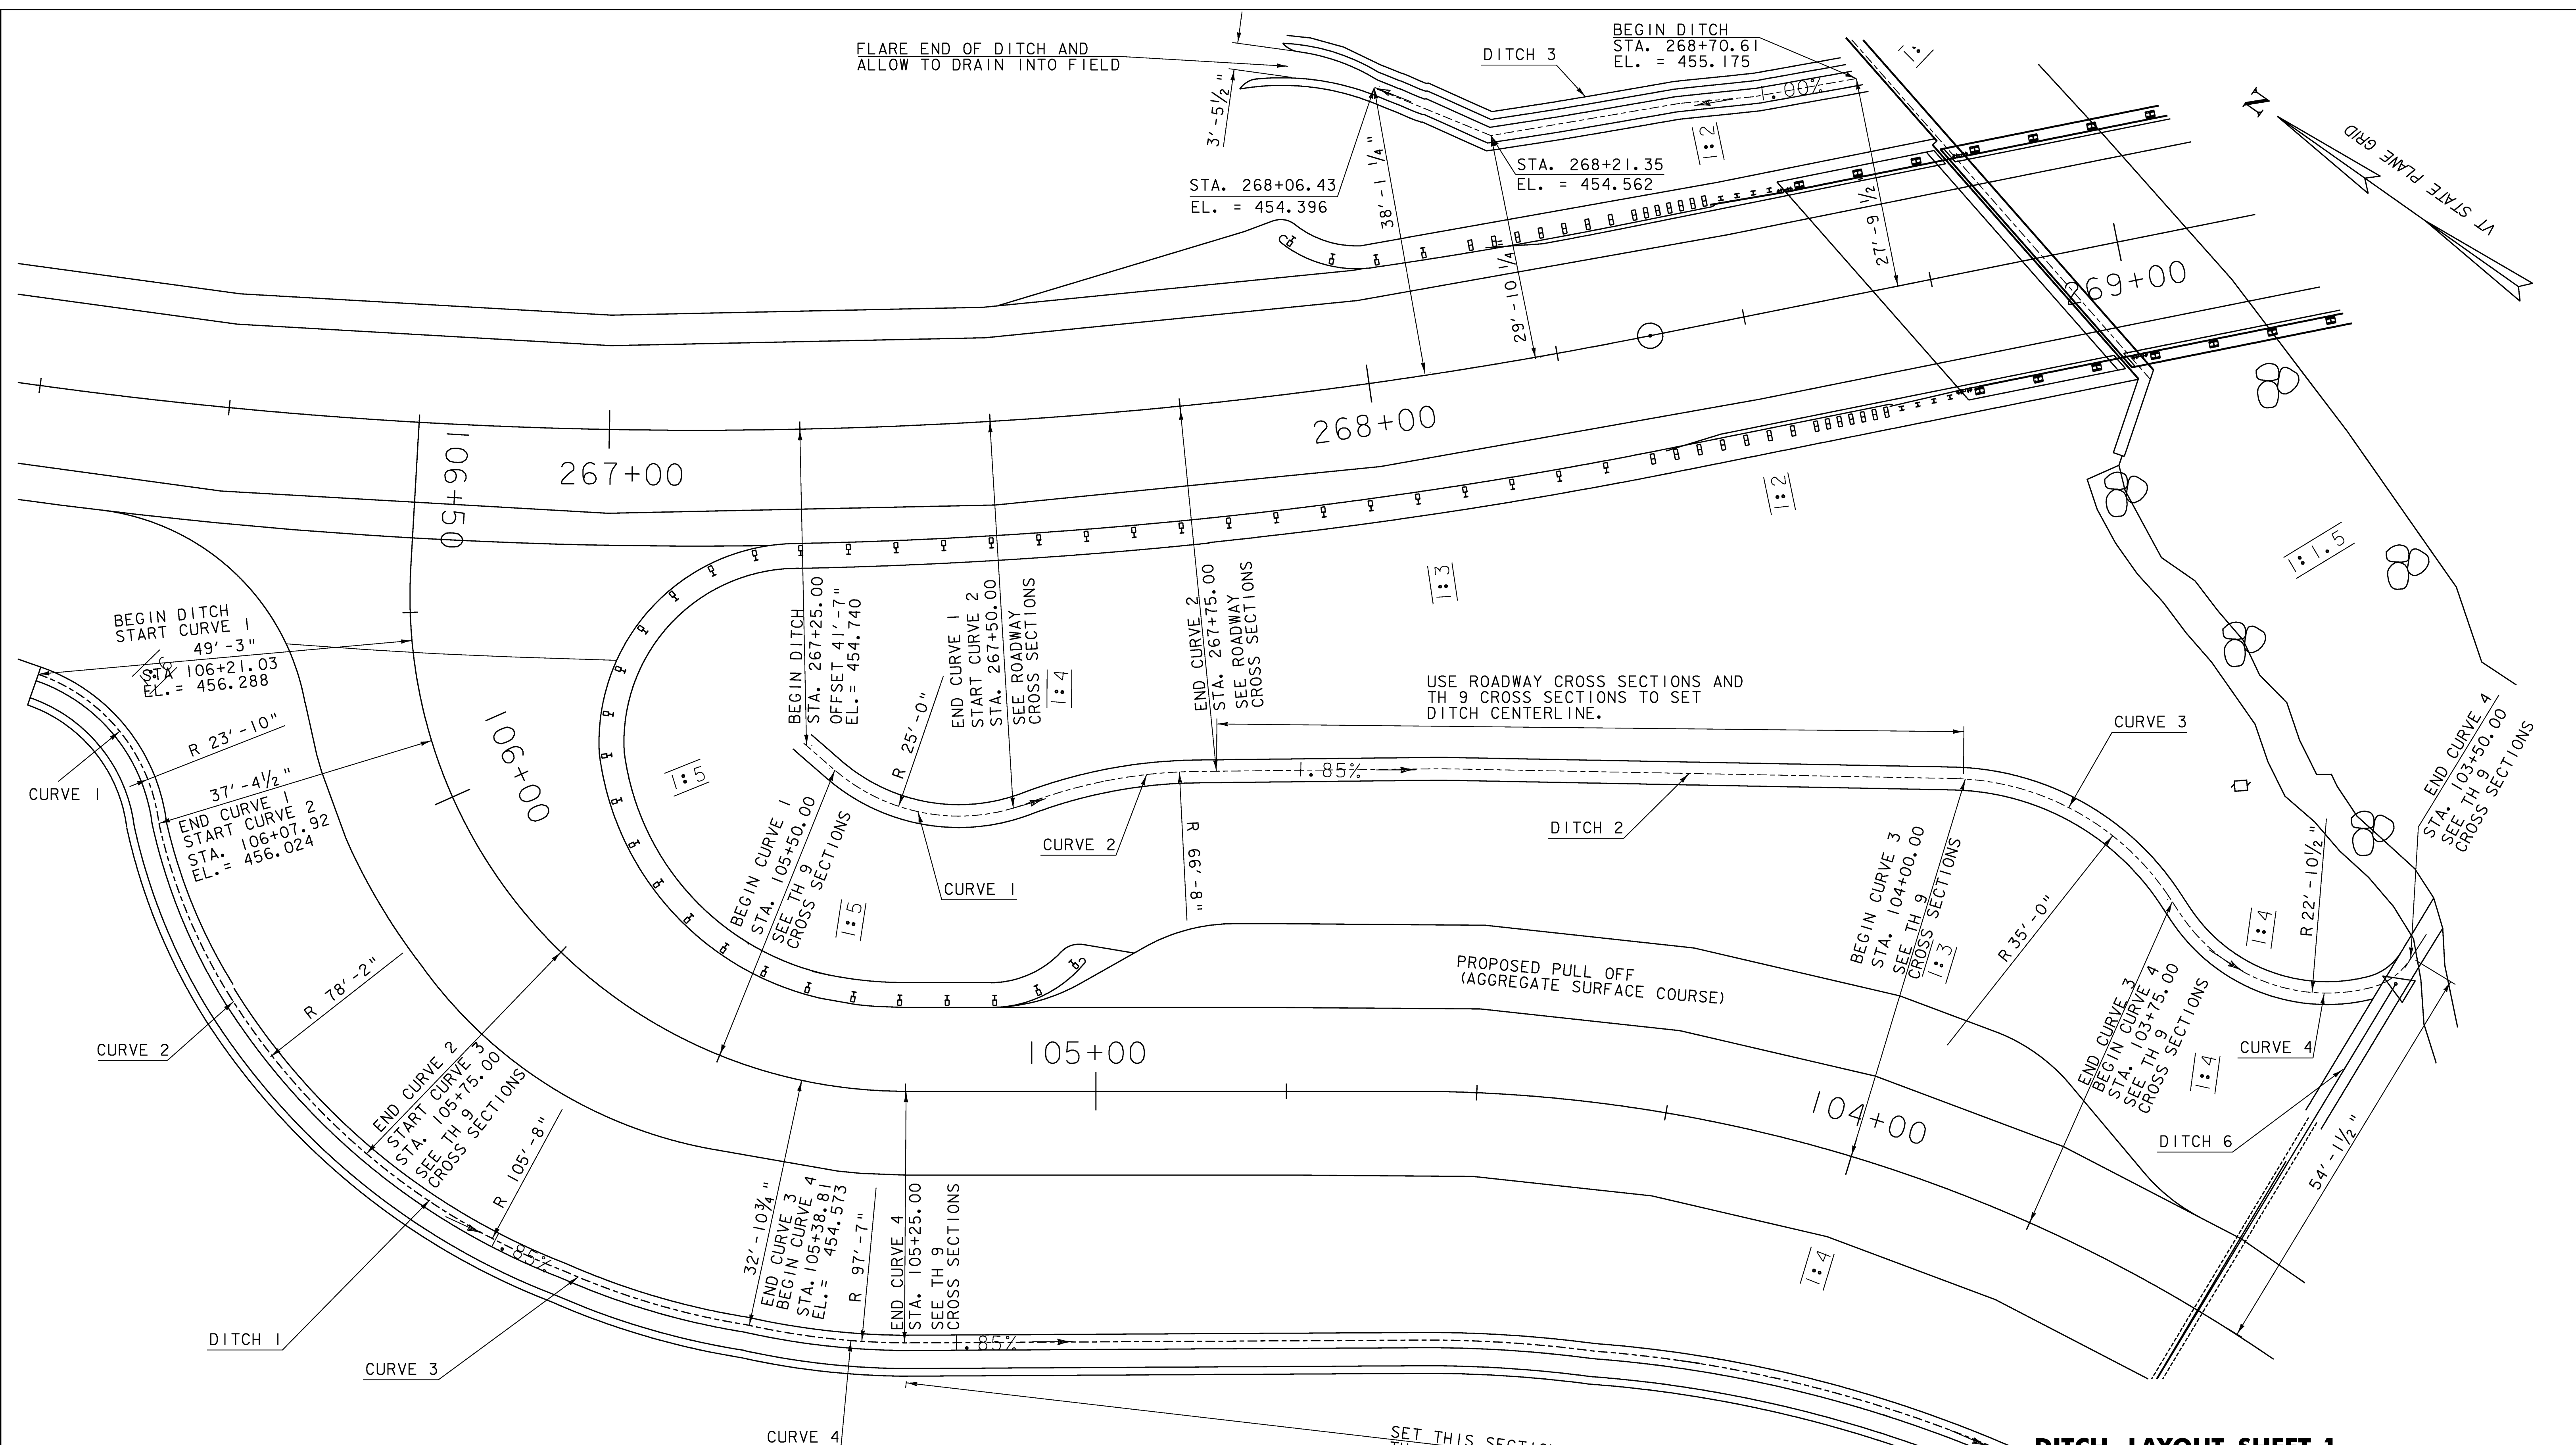 FLARE END OF DITCH AND
ALLOW TO DRAIN INTO FIELD
3'-5½"
DITCH 3
BEGIN DITCH
STA. 268+70.61
EL. = 455.175
1.00%
1:2
N
VT STATE PLANE GRID
STA. 268+06.43
EL. = 454.396
38'-1 1/4"
STA. 268+21.35
EL. = 454.562
29'-10 1/4"
27'-9 1/2"
269+00
268+00
267+00
106+50
1:2
1:1.5
1:3
BEGIN DITCH
START CURVE 1
49'-3"
STA 106+21.03
EL.= 456.288
1:6
R 23'-10"
CURVE 1
37'-4½"
END CURVE 1
START CURVE 2
STA. 106+07.92
EL.= 456.024
106+00
1:5
BEGIN DITCH
STA. 267+25.00
OFFSET 41'-7"
EL.= 454.740
R 25'-0"
END CURVE 1
START CURVE 2
STA. 267+50.00
SEE ROADWAY
CROSS SECTIONS
1:4
END CURVE 2
STA. 267+75.00
SEE ROADWAY
CROSS SECTIONS
USE ROADWAY CROSS SECTIONS AND
TH 9 CROSS SECTIONS TO SET
DITCH CENTERLINE.
1.85%
CURVE 3
END CURVE 4
STA. 103+50.00
SEE TH 9
CROSS SECTIONS
BEGIN CURVE 1
STA. 105+50.00
SEE TH 9
CROSS SECTIONS
1:5
CURVE 2
CURVE 1
R 66'-8"
DITCH 2
BEGIN CURVE 3
STA. 104+00.00
SEE TH 9
CROSS SECTIONS
1:3
R 35'-0"
R 22'-10½"
1:4
PROPOSED PULL OFF
(AGGREGATE SURFACE COURSE)
END CURVE 3
BEGIN CURVE 4
STA. 103+75.00
SEE TH 9
CROSS SECTIONS
1:4
CURVE 4
DITCH 6
54'-1½"
R 78'-2"
CURVE 2
END CURVE 2
START CURVE 3
STA. 105+75.00
SEE TH 9
CROSS SECTIONS
R 105'-8"
105+00
104+00
32'-10¾"
END CURVE 3
BEGIN CURVE 4
STA. 105+38.81
EL.= 454.573
R 97'-7"
END CURVE 4
STA. 105+25.00
SEE TH 9
CROSS SECTIONS
1:4
1.85%
1.85%
DITCH 1
CURVE 3
CURVE 4
SET THIS SECTIO
DITCH LAYOUT SHEET 1